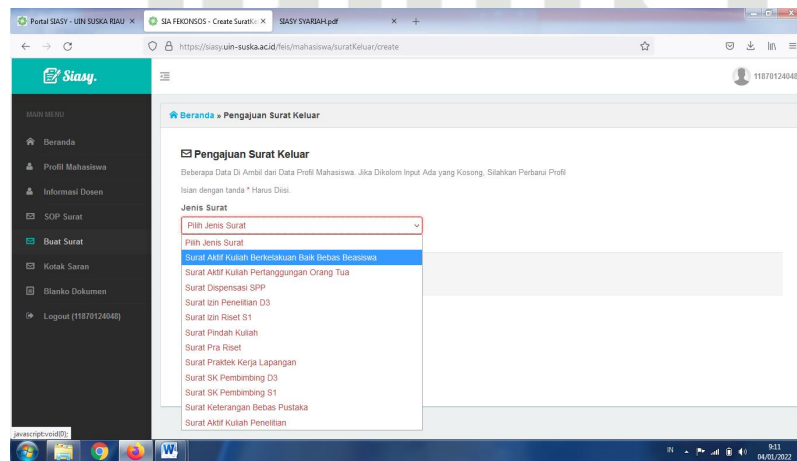 Portal SIASY - UIN SUSKA RIAU × SIA FEKONSOS - Create SuratKe × SIASY SYARIAH.pdf × +
https://siasy.uin-suska.ac.id/feis/mahasiswa/suratKeluar/create
Siasy.
11870124048
MAIN MENU
Beranda
Profil Mahasiswa
Informasi Dosen
SOP Surat
Buat Surat
Kotak Saran
Blanko Dokumen
Logout (11870124048)
Beranda » Pengajuan Surat Keluar
Pengajuan Surat Keluar
Beberapa Data Di Ambil dari Data Profil Mahasiswa. Jika Dikolom Input Ada yang Kosong, Silahkan Perbarui Profil
Isian dengan tanda * Harus Diisi.
Jenis Surat
Pilih Jenis Surat
Pilih Jenis Surat
Surat Aktif Kuliah Berkelakuan Baik Bebas Beasiswa
Surat Aktif Kuliah Pertanggungan Orang Tua
Surat Dispensasi SPP
Surat Izin Penelitian D3
Surat Izin Riset S1
Surat Pindah Kuliah
Surat Pra Riset
Surat Praktek Kerja Lapangan
Surat SK Pembimbing D3
Surat SK Pembimbing S1
Surat Keterangan Bebas Pustaka
Surat Aktif Kuliah Penelitian
javascript:void(0);
IN
9:11
04/01/2022